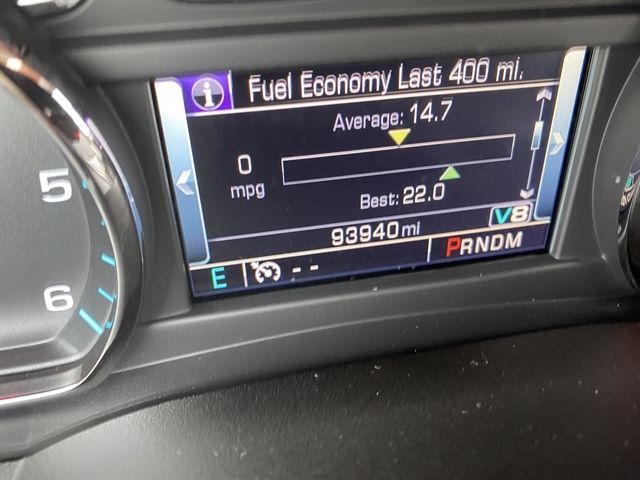 Fuel Economy Last 400 mi.
Average: 14.7
0
mpg
Best: 22.0
V8
93940 mi
E
--
PRNDM
5
6